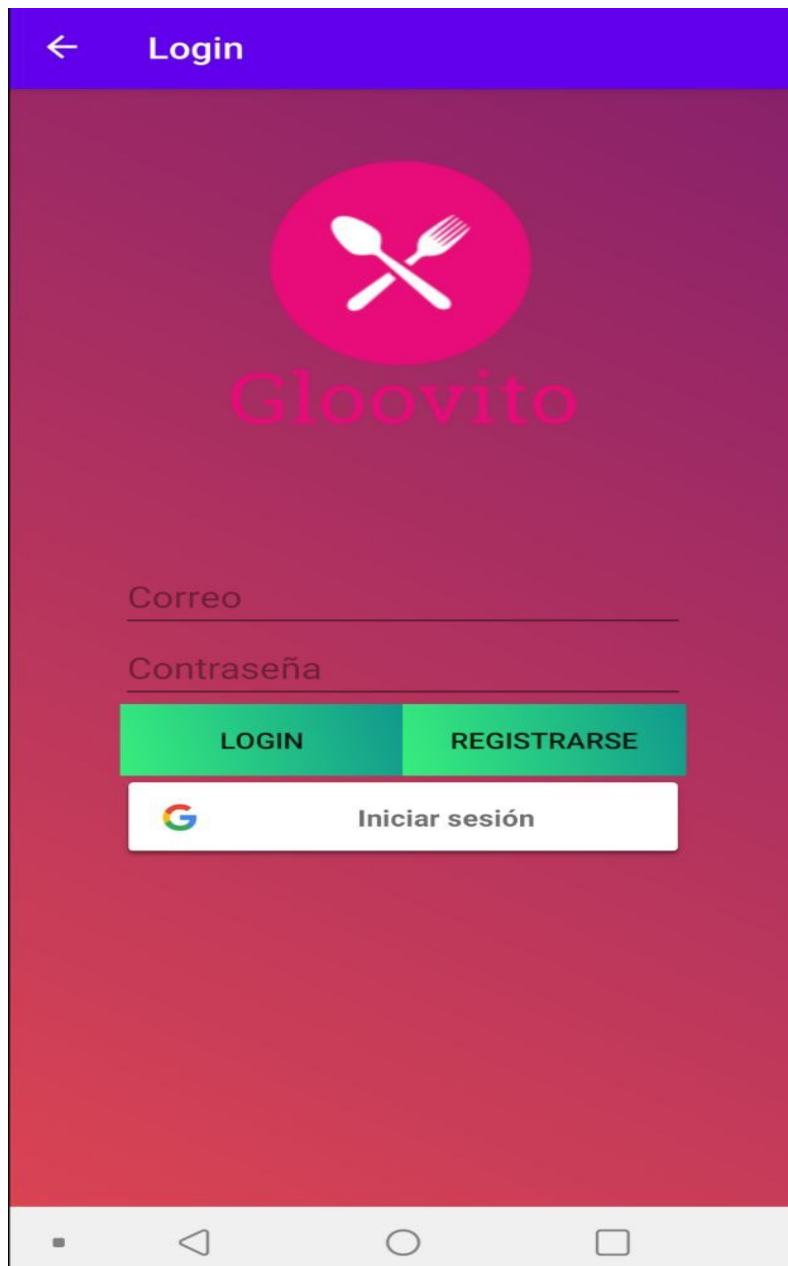 Login
Gloovito
Correo
Contraseña
LOGIN
REGISTRARSE
Iniciar sesión